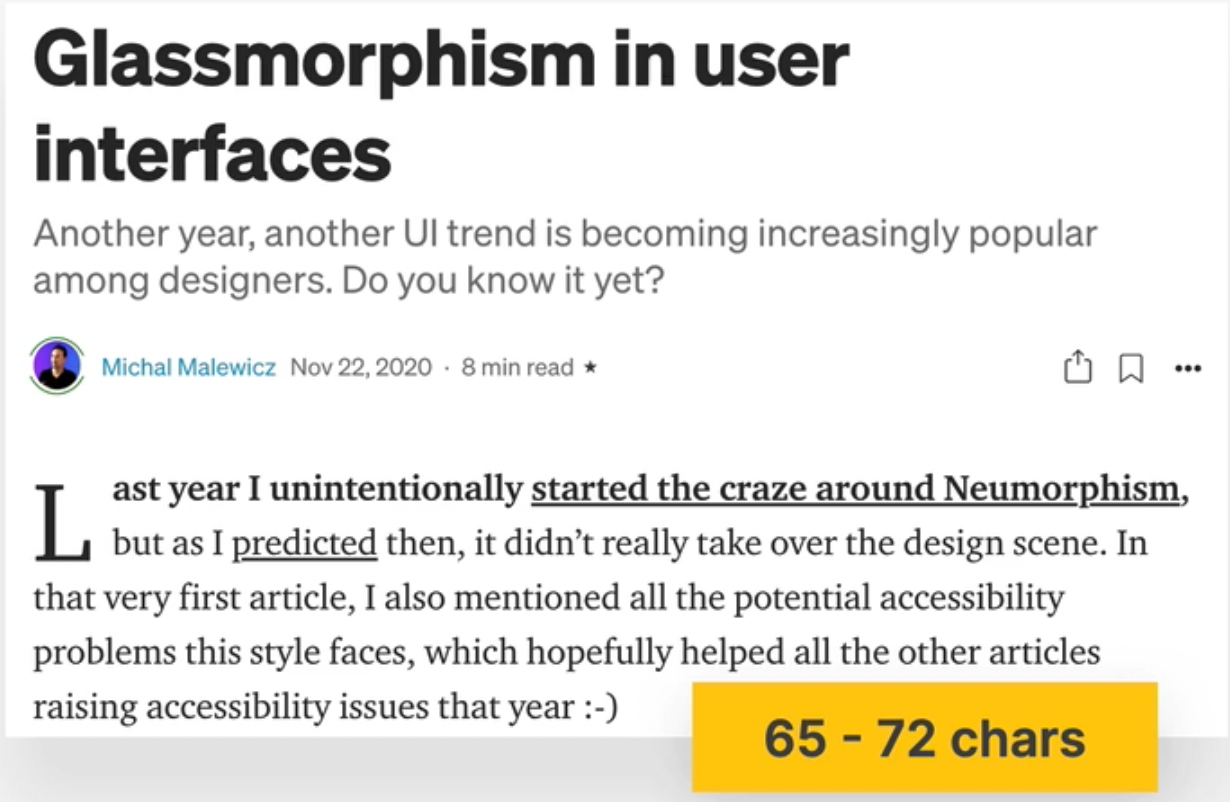 Glassmorphism in user
interfaces
Another year, another UI trend is becoming increasingly popular
among designers. Do you know it yet?
Michal Malewicz Nov 22, 2020 · 8 min read ★
Last year I unintentionally started the craze around Neumorphism,
but as I predicted then, it didn’t really take over the design scene. In
that very first article, I also mentioned all the potential accessibility
problems this style faces, which hopefully helped all the other articles
raising accessibility issues that year :-)
65 - 72 chars